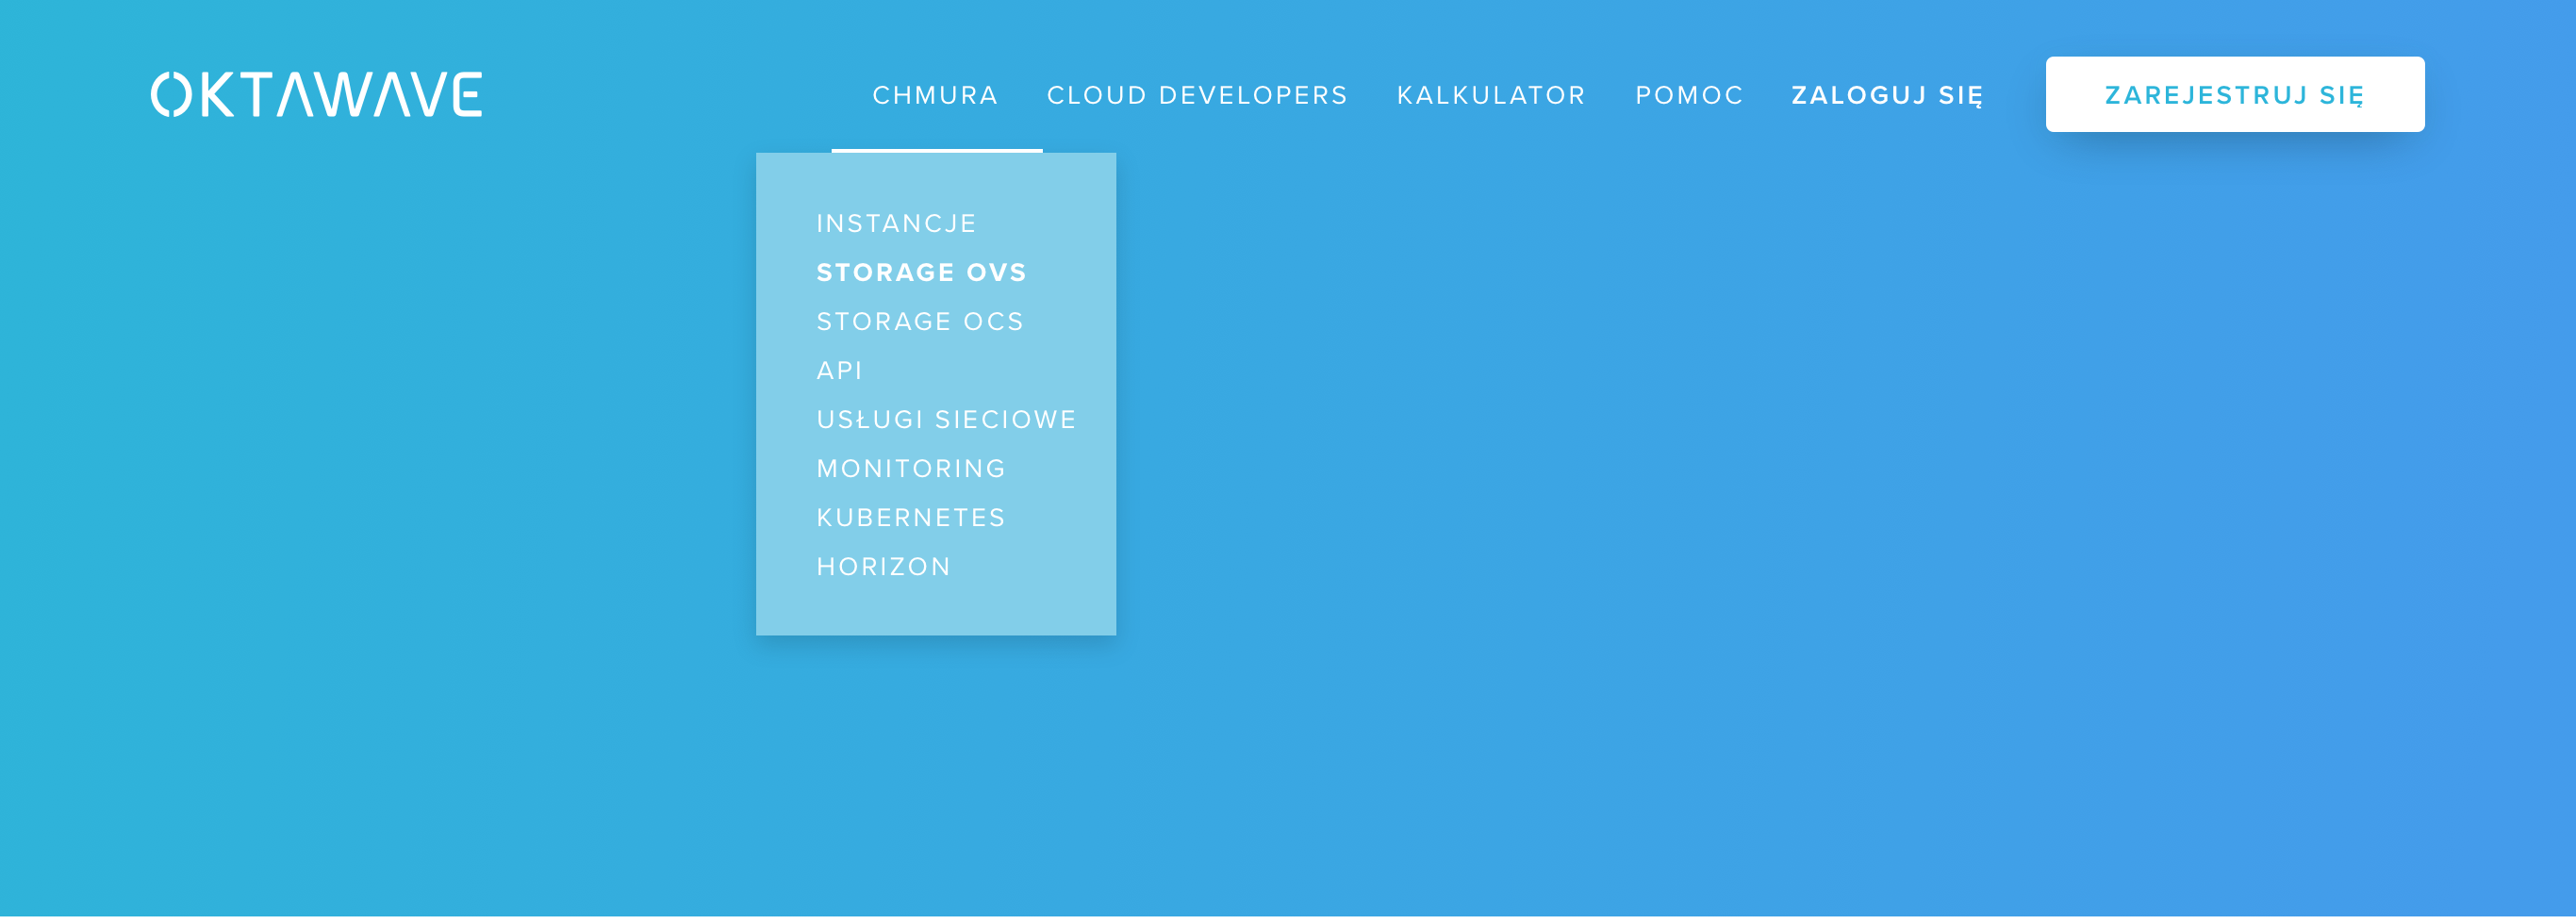 OKTAWAVE
CHMURA CLOUD DEVELOPERS KALKULATOR POMOC ZALOGUJ SIĘ ZAREJESTRUJ SIĘ
INSTANCJE
STORAGE OVS
STORAGE OCS
API
USŁUGI SIECIOWE
MONITORING
KUBERNETES
HORIZON